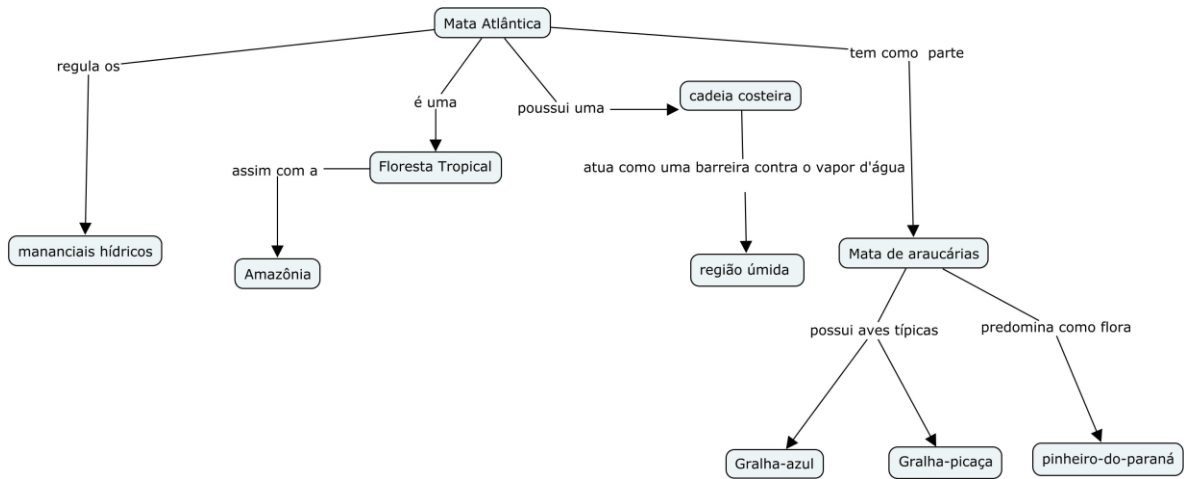 Mata Atlântica
regula os
tem como parte
é uma
poussui uma
cadeia costeira
assim com a
Floresta Tropical
atua como uma barreira contra o vapor d'água
mananciais hídricos
Amazônia
região úmida
Mata de araucárias
possui aves típicas
predomina como flora
Gralha-azul
Gralha-picaça
pinheiro-do-paraná